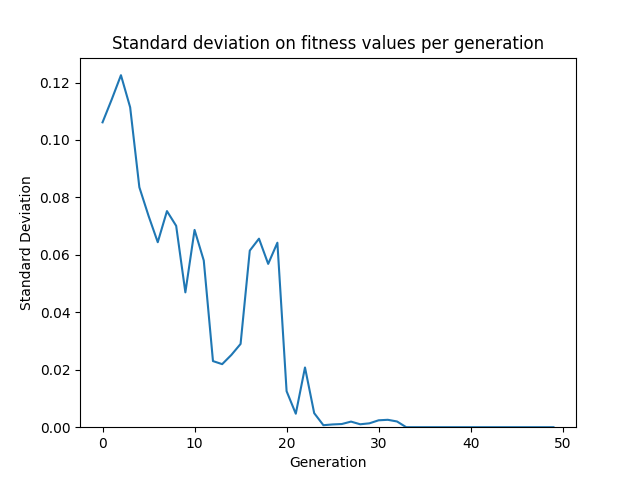 Standard deviation on fitness values per generation
0.12
0.10
0.08
0.06
0.04
0.02
0.00
Standard Deviation
0 10 20 30 40 50
Generation